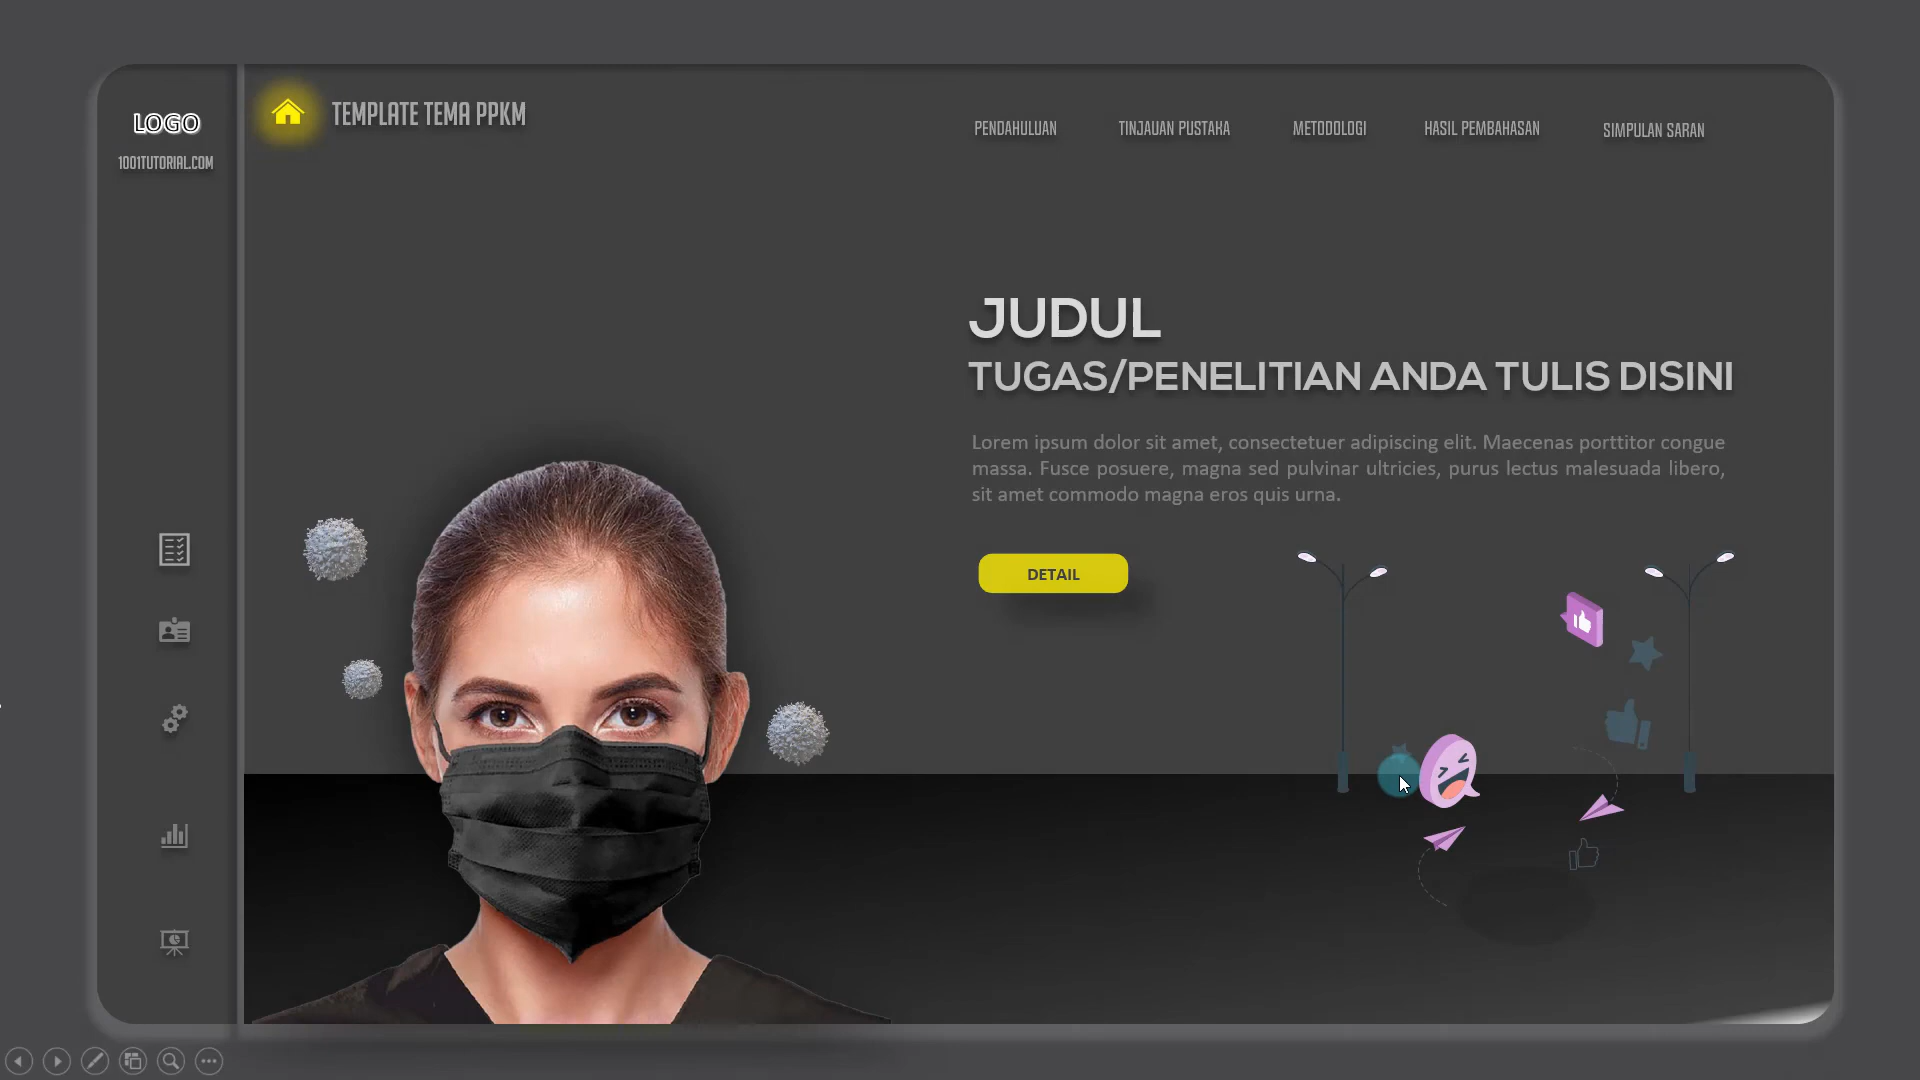 LOGO
1001TUTORIAL.COM
TEMPLATE TEMA PPKM
PENDAHULUAN
TINJAUAN PUSTAKA
METODOLOGI
HASIL PEMBAHASAN
SIMPULAN SARAN
JUDUL
TUGAS/PENELITIAN ANDA TULIS DISINI
Lorem ipsum dolor sit amet, consectetuer adipiscing elit. Maecenas porttitor congue
massa. Fusce posuere, magna sed pulvinar ultricies, purus lectus malesuada libero,
sit amet commodo magna eros quis urna.
DETAIL